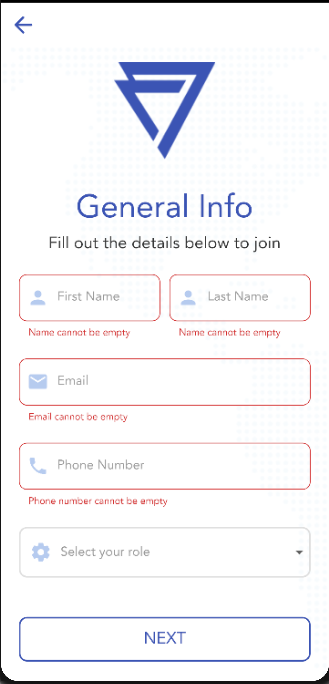 General Info
Fill out the details below to join
First Name
Last Name
Name cannot be empty
Name cannot be empty
Email
Email cannot be empty
Phone Number
Phone number cannot be empty
Select your role
NEXT